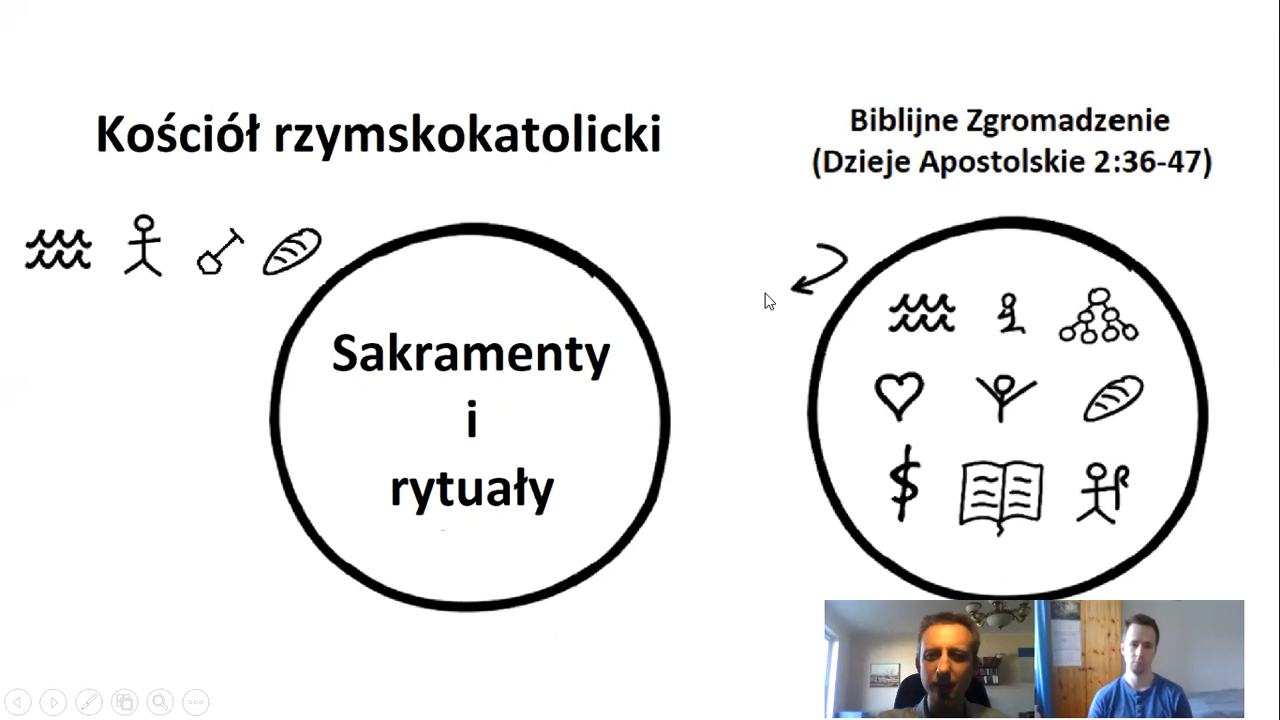 Kościół rzymskokatolicki
Sakramenty
i
rytuały
Biblijne Zgromadzenie
(Dzieje Apostolskie 2:36-47)
$